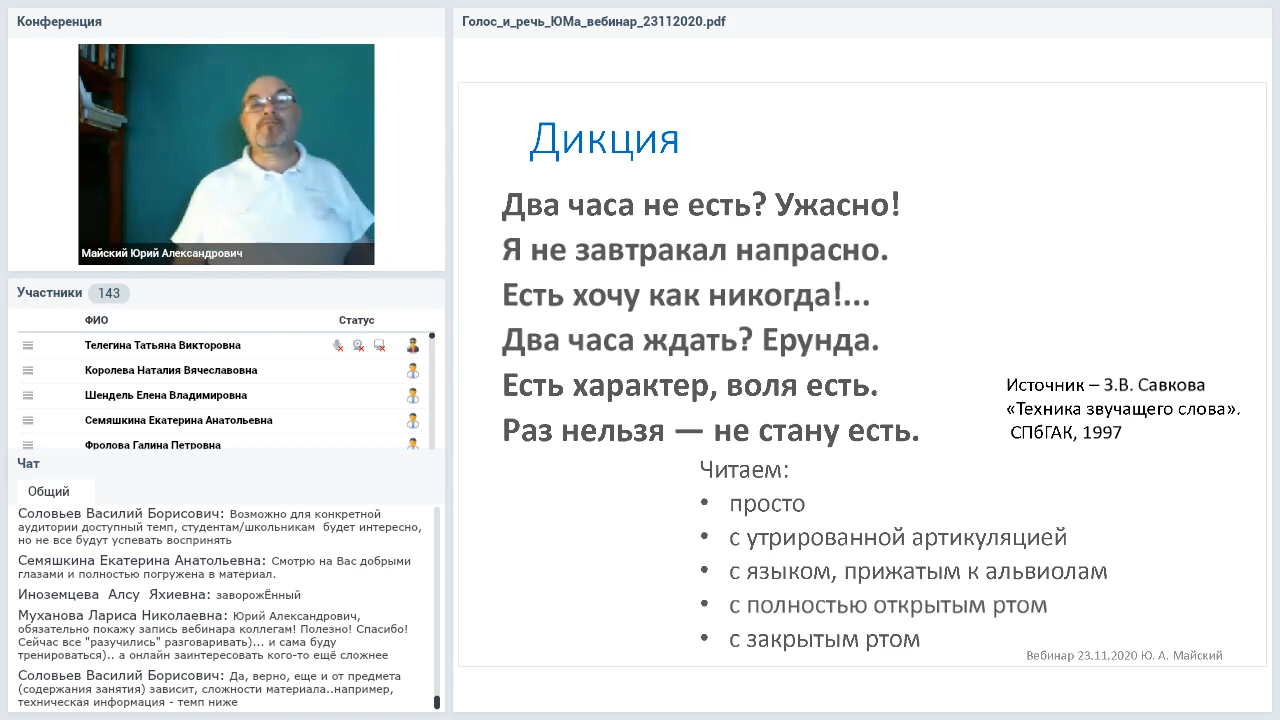 Конференция
Майский Юрий Александрович
Участники 143
ФИО Статус
Телегина Татьяна Викторовна
Королева Наталия Вячеславовна
Шендель Елена Владимировна
Семяшкина Екатерина Анатольевна
Фролова Галина Петровна
Чат
Общий
Соловьев Василий Борисович: Возможно для конкретной
аудитории доступный темп, студентам/школьникам будет интересно,
но не все будут успевать воспринять
Семяшкина Екатерина Анатольевна: Смотрю на Вас добрыми
глазами и полностью погружена в материал.
Иноземцева Алсу Яхиевна: заворожЁнный
Муханова Лариса Николаевна: Юрий Александрович,
обязательно покажу запись вебинара коллегам! Полезно! Спасибо!
Сейчас все "разучились" разговаривать)... и сама буду
тренироваться).. а онлайн заинтересовать кого-то ещё сложнее
Соловьев Василий Борисович: Да, верно, еще и от предмета
(содержания занятия) зависит, сложности материала..например,
техническая информация - темп ниже
Голос_и_речь_ЮМа_вебинар_23112020.pdf
Дикция
Два часа не есть? Ужасно!
Я не завтракал напрасно.
Есть хочу как никогда!...
Два часа ждать? Ерунда.
Есть характер, воля есть.
Раз нельзя — не стану есть.
Источник – З.В. Савкова
«Техника звучащего слова».
СПбГАК, 1997
Читаем:
• просто
• с утрированной артикуляцией
• с языком, прижатым к альвиолам
• с полностью открытым ртом
• с закрытым ртом
Вебинар 23.11.2020 Ю. А. Майский